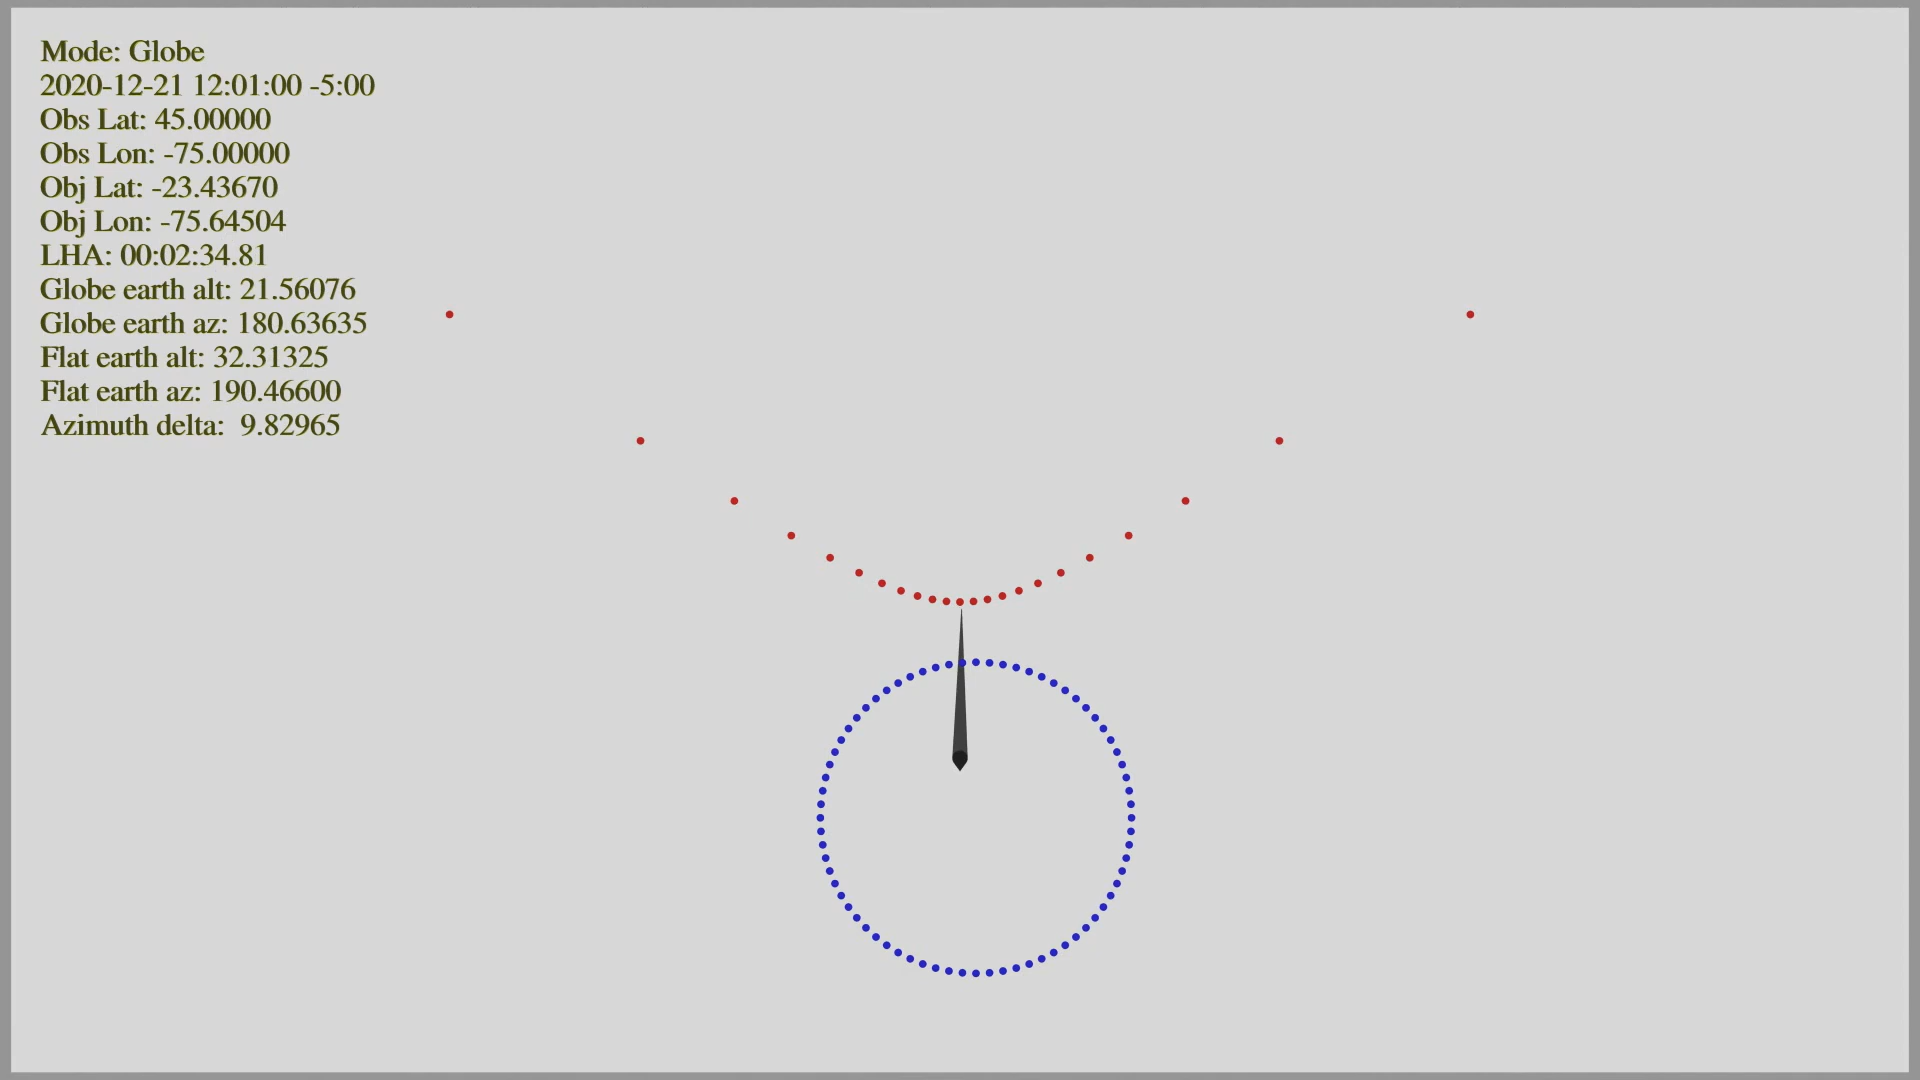 Mode: Globe
2020-12-21 12:01:00 -5:00
Obs Lat: 45.00000
Obs Lon: -75.00000
Obj Lat: -23.43670
Obj Lon: -75.64504
LHA: 00:02:34.81
Globe earth alt: 21.56076
Globe earth az: 180.63635
Flat earth alt: 32.31325
Flat earth az: 190.46600
Azimuth delta:  9.82965